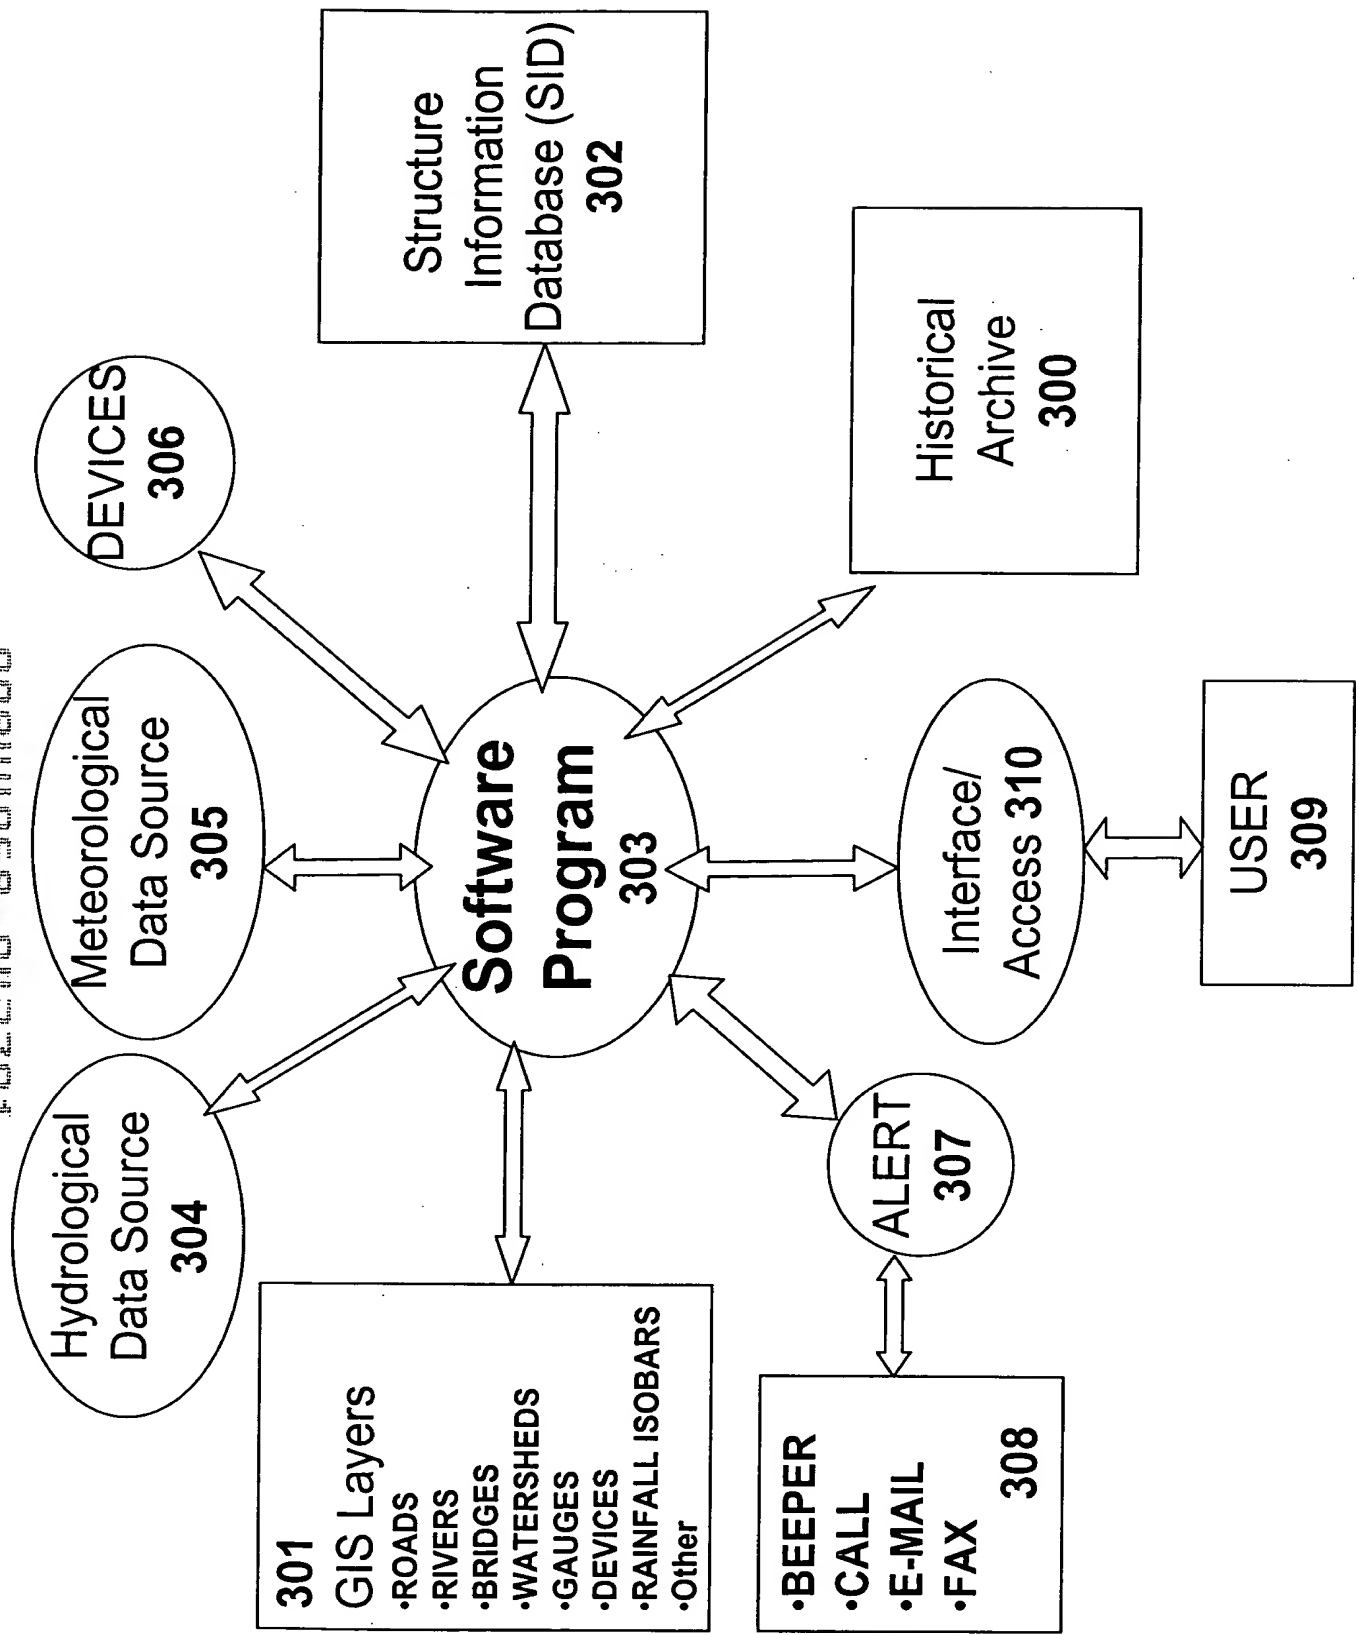 Hydrological
Data Source
304
Meteorological
Data Source
305
DEVICES
306
301
GIS Layers
•ROADS
•RIVERS
•BRIDGES
•WATERSHEDS
•GAUGES
•DEVICES
•RAINFALL ISOBARS
•Other
Software
Program
303
Structure
Information
Database (SID)
302
•BEEPER
•CALL
•E-MAIL
•FAX
308
ALERT
307
Interface/
Access 310
Historical
Archive
300
USER
309